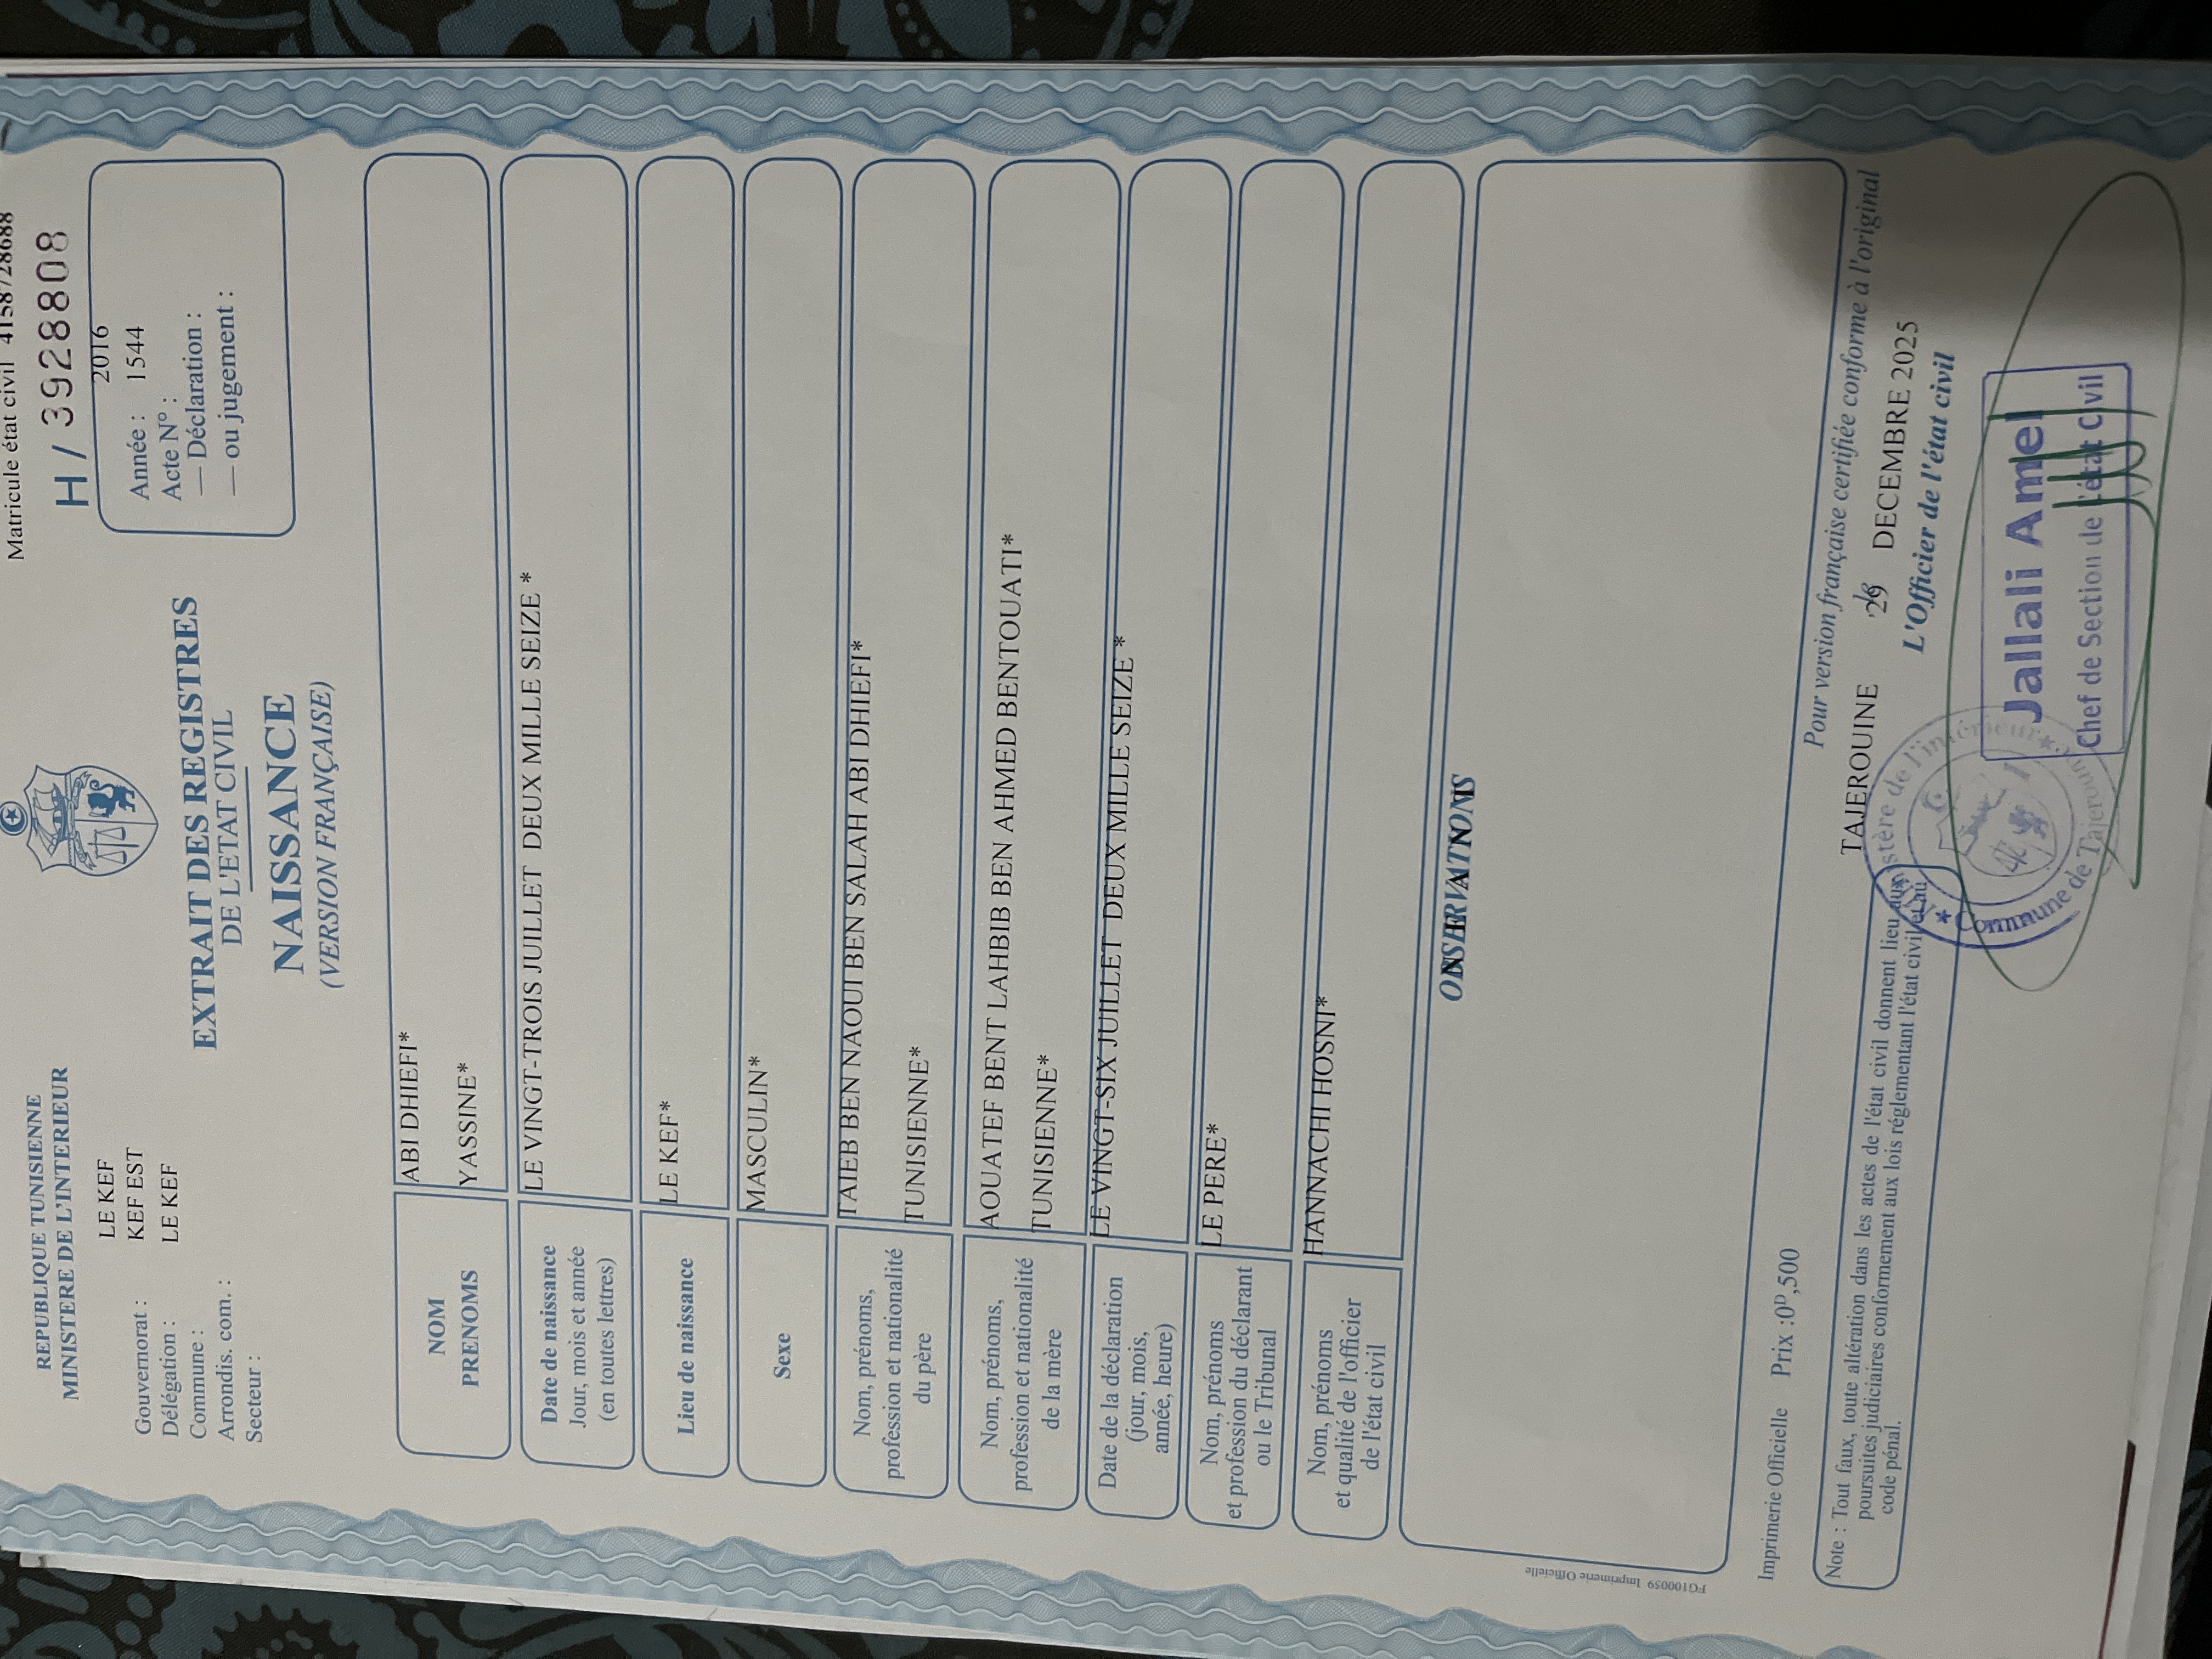 REPUBLIQUE TUNISIENNE
MINISTERE DE L'INTERIEUR
Matricule état civil 4158728688
H / 3928808
LE KEF
Gouvernorat :
KEF EST
Délégation :
LE KEF
Commune :
Arrondis. com. :
Secteur :
2016
Année : 1544
Acte N° :
— Déclaration :
— ou jugement :
EXTRAIT DES REGISTRES
DE L'ETAT CIVIL
NAISSANCE
(VERSION FRANÇAISE)
NOM
ABI DHIEFI*
PRENOMS
YASSINE*
Date de naissance
Jour, mois et année
(en toutes lettres)
LE VINGT-TROIS JUILLET DEUX MILLE SEIZE *
Lieu de naissance
LE KEF*
Sexe
MASCULIN*
Nom, prénoms,
profession et nationalité
du père
TAIEB BEN NAOUI BEN SALAH ABI DHIEFI*
TUNISIENNE*
Nom, prénoms,
profession et nationalité
de la mère
AOUATEF BENT LAHBIB BEN AHMED BENTOUATI*
TUNISIENNE*
Date de la déclaration
(jour, mois,
année, heure)
LE VINGT-SIX JUILLET DEUX MILLE SEIZE *
Nom, prénoms
et profession du déclarant
ou le Tribunal
LE PERE*
Nom, prénoms
et qualité de l'officier
de l'état civil
HANNACHI HOSNI*
OBSERVATIONS
FG100059 Imprimerie Officielle
Imprimerie Officielle Prix :0ᴰ,500
Pour version française certifiée conforme à l'original
TAJEROUINE 29 DECEMBRE 2025
L'Officier de l'état civil
Note : Tout faux, toute altération dans les actes de l'état civil donnent lieu aux
poursuites judiciaires conformement aux lois réglementant l'état civil et au
code pénal.
Ministère de l'intérieur
Commune de Tajerouine
Jallali Amel
Chef de Section de l'état Civil